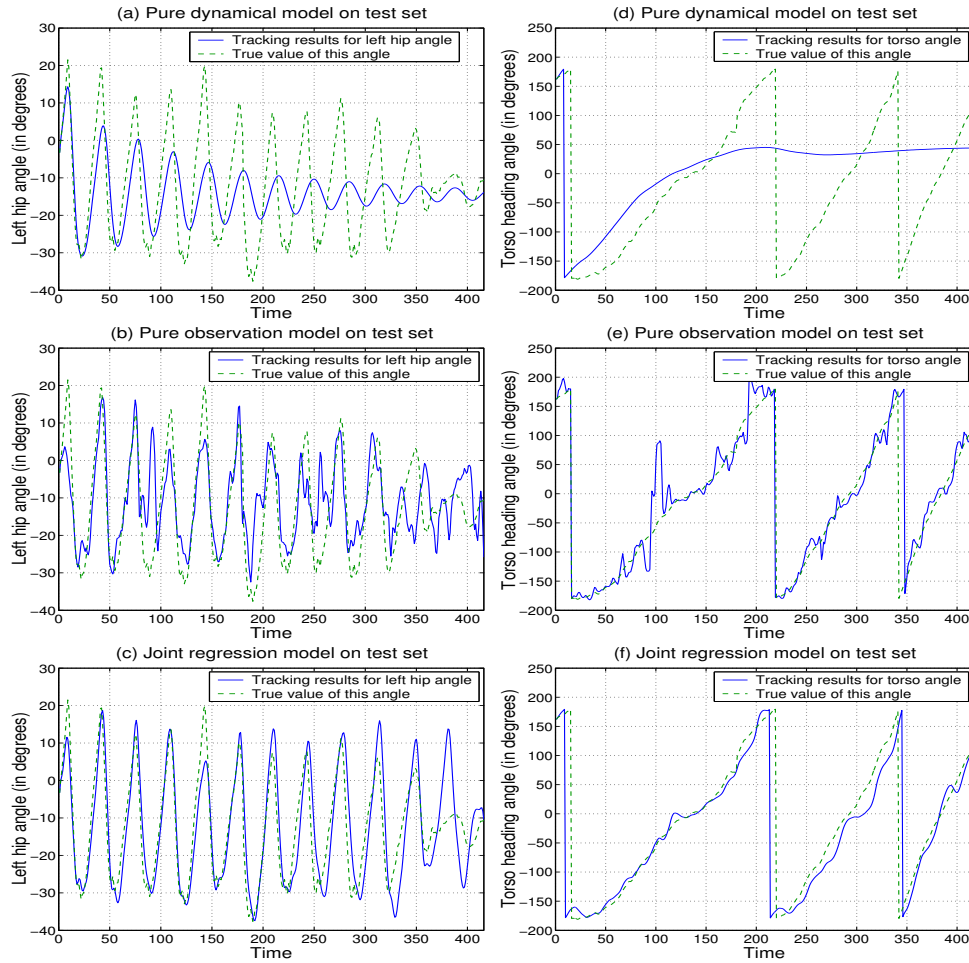 (a) Pure dynamical model on test set
Left hip angle (in degrees)
30
20
10
0
−10
−20
−30
−40
Tracking results for left hip angle
True value of this angle
0 50 100 150 200 250 300 350 400
Time
(d) Pure dynamical model on test set
Torso heading angle (in degrees)
250
200
150
100
50
0
−50
−100
−150
−200
Tracking results for torso angle
True value of this angle
0 50 100 150 200 250 300 350 400
Time
(b) Pure observation model on test set
Left hip angle (in degrees)
30
20
10
0
−10
−20
−30
−40
Tracking results for left hip angle
True value of this angle
0 50 100 150 200 250 300 350 400
Time
(e) Pure observation model on test set
Torso heading angle (in degrees)
250
200
150
100
50
0
−50
−100
−150
−200
Tracking results for torso angle
True value of this angle
0 50 100 150 200 250 300 350 400
Time
(c) Joint regression model on test set
Left hip angle (in degrees)
30
20
10
0
−10
−20
−30
−40
Tracking results for left hip angle
True value of this angle
0 50 100 150 200 250 300 350 400
Time
(f) Joint regression model on test set
Torso heading angle (in degrees)
250
200
150
100
50
0
−50
−100
−150
−200
Tracking results for torso angle
True value of this angle
0 50 100 150 200 250 300 350 400
Time